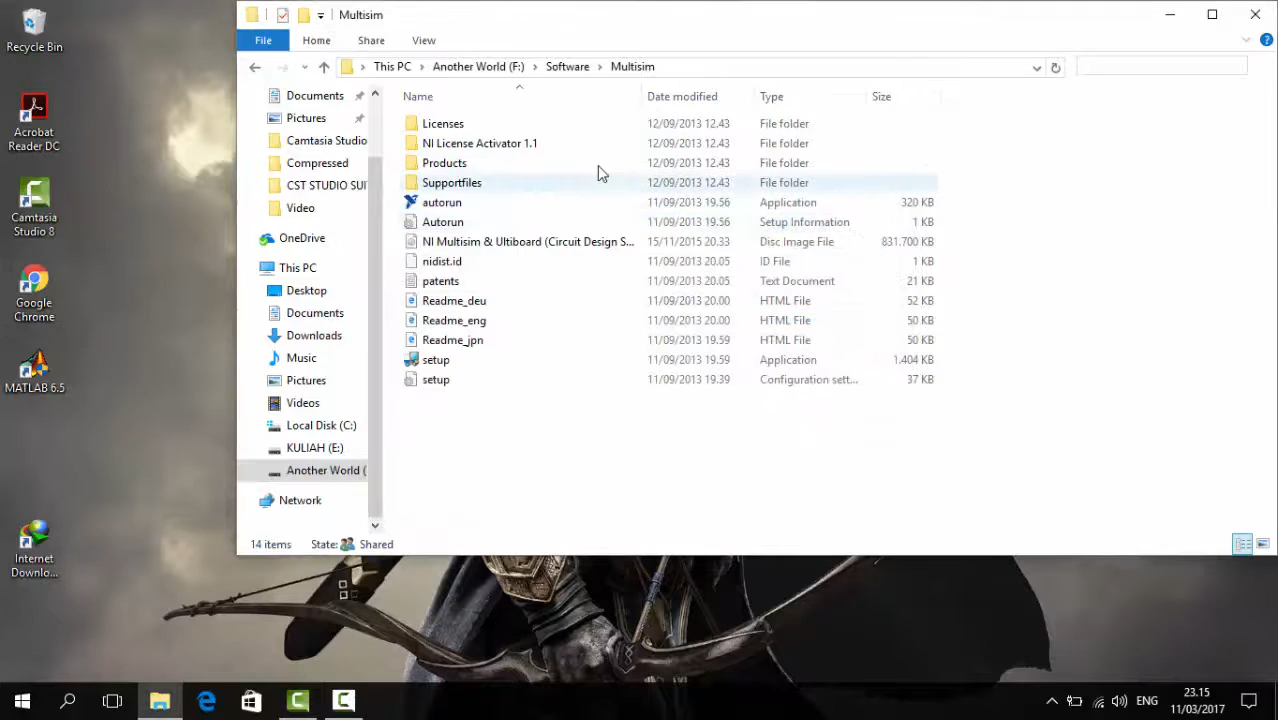 Recycle Bin
Acrobat
Reader DC
Camtasia
Studio 8
Google
Chrome
MATLAB 6.5
Internet
Downlo...
Multisim
File Home Share View
This PC > Another World (F:) > Software > Multisim
Documents
Pictures
Camtasia Studio
Compressed
CST STUDIO SUI
Video
OneDrive
This PC
Desktop
Documents
Downloads
Music
Pictures
Videos
Local Disk (C:)
KULIAH (E:)
Another World (
Network
Name Date modified Type Size
Licenses 12/09/2013 12.43 File folder
NI License Activator 1.1 12/09/2013 12.43 File folder
Products 12/09/2013 12.43 File folder
Supportfiles 12/09/2013 12.43 File folder
autorun 11/09/2013 19.56 Application 320 KB
Autorun 11/09/2013 19.56 Setup Information 1 KB
NI Multisim & Ultiboard (Circuit Design S... 15/11/2015 20.33 Disc Image File 831.700 KB
nidist.id 11/09/2013 20.05 ID File 1 KB
patents 11/09/2013 20.05 Text Document 21 KB
Readme_deu 11/09/2013 20.00 HTML File 52 KB
Readme_eng 11/09/2013 20.00 HTML File 50 KB
Readme_jpn 11/09/2013 19.59 HTML File 50 KB
setup 11/09/2013 19.59 Application 1.404 KB
setup 11/09/2013 19.39 Configuration sett... 37 KB
14 items State: Shared
ENG
23.15
11/03/2017